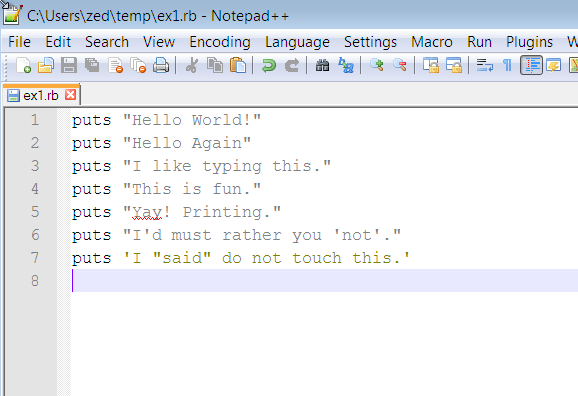 C:\Users\zed\temp\ex1.rb - Notepad++
File Edit Search View Encoding Language Settings Macro Run Plugins W
ex1.rb
1 puts "Hello World!"
2 puts "Hello Again"
3 puts "I like typing this."
4 puts "This is fun."
5 puts "Yay! Printing."
6 puts "I'd must rather you 'not'."
7 puts 'I "said" do not touch this.'
8